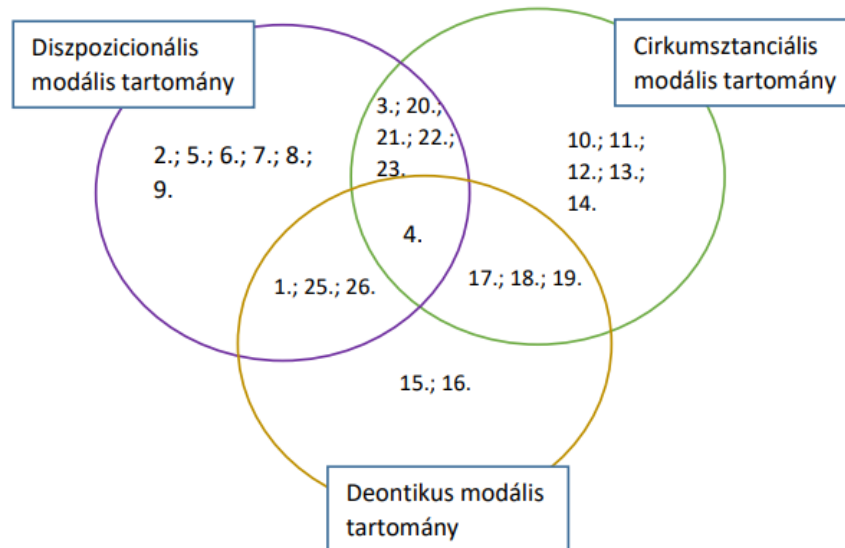 Diszpozicionális
modális tartomány
Cirkumsztanciális
modális tartomány
3.; 20.;
21.; 22.;
23.
2.; 5.; 6.; 7.; 8.;
9.
10.; 11.;
12.; 13.;
14.
4.
1.; 25.; 26.
17.; 18.; 19.
15.; 16.
Deontikus modális
tartomány